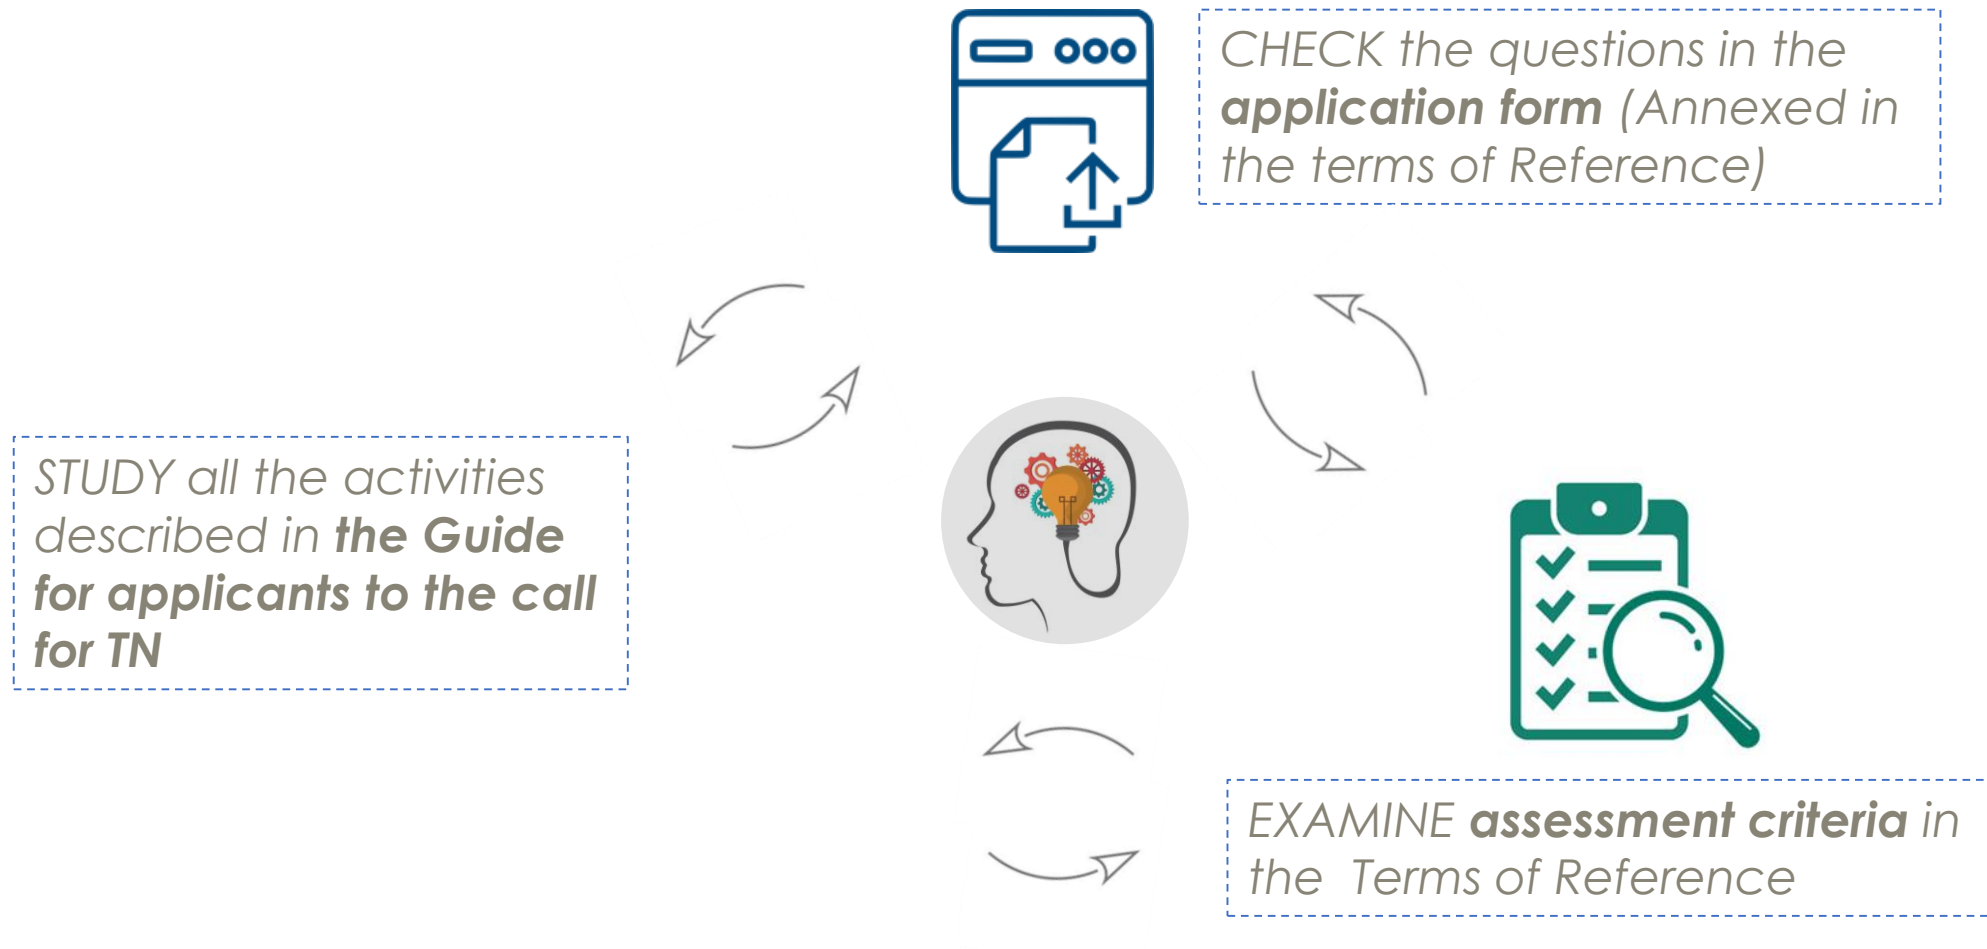 CHECK the questions in the
application form (Annexed in
the terms of Reference)
STUDY all the activities
described in the Guide
for applicants to the call
for TN
EXAMINE assessment criteria in
the Terms of Reference